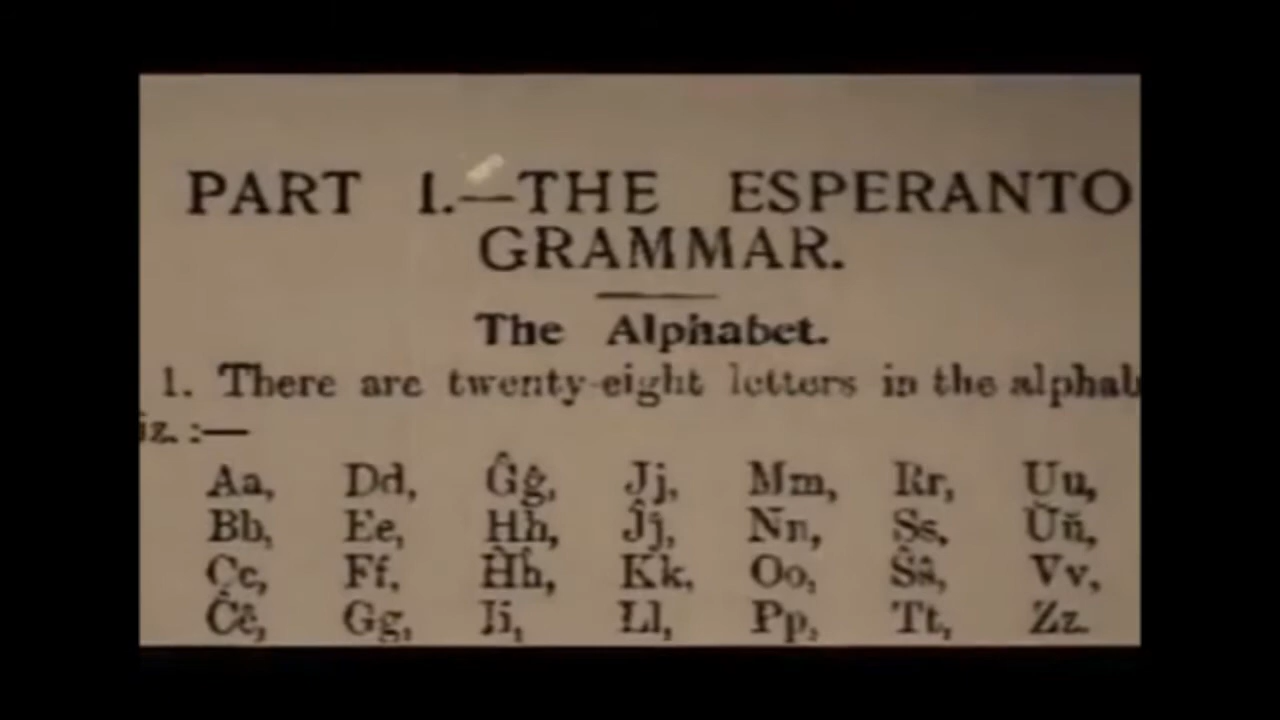 PART I.—THE ESPERANTO
GRAMMAR.
The Alphabet.
1. There are twenty-eight letters in the alphab
iz.:—
Aa, Dd, Ĝĝ, Jj, Mm, Rr, Uu,
Bb, Ee, Hh, Ĵĵ, Nn, Ss, Ŭŭ,
Cc, Ff, Ĥĥ, Kk, Oo, Ŝŝ, Vv,
Ĉĉ, Gg, Ii, Ll, Pp, Tt, Zz.